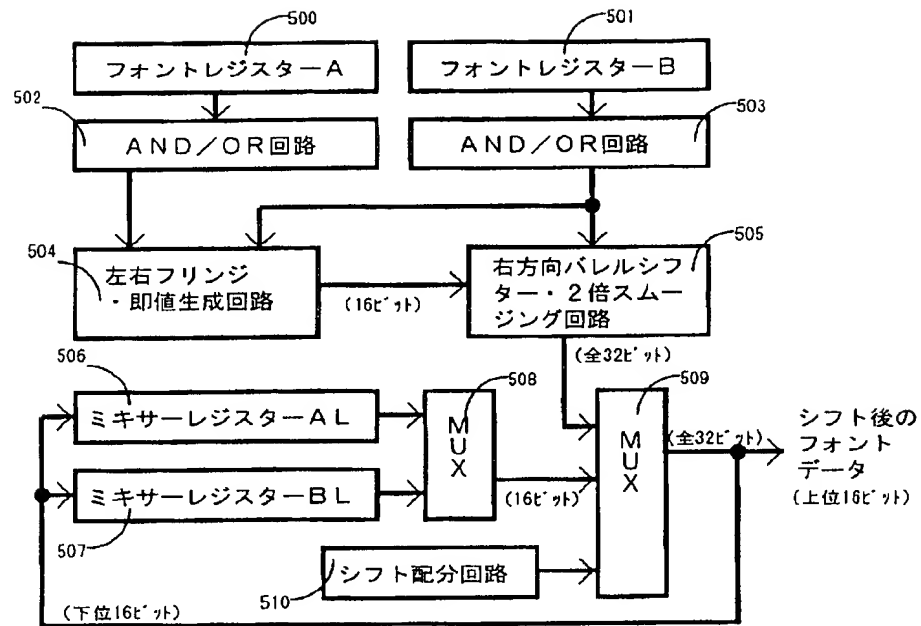 500
501
フォントレジスターA
フォントレジスターB
502
503
AND/OR回路
AND/OR回路
504
505
左右フリンジ
・即値生成回路
(16ビット)
右方向バレルシフ
ター・2倍スムー
ジング回路
(全32ビット)
506
508
509
ミキサーレジスターAL
MUX
MUX
(全32ビット)
シフト後の
フォント
データ
(上位16ビット)
ミキサーレジスターBL
(16ビット)
507
シフト配分回路
510
(下位16ビット)